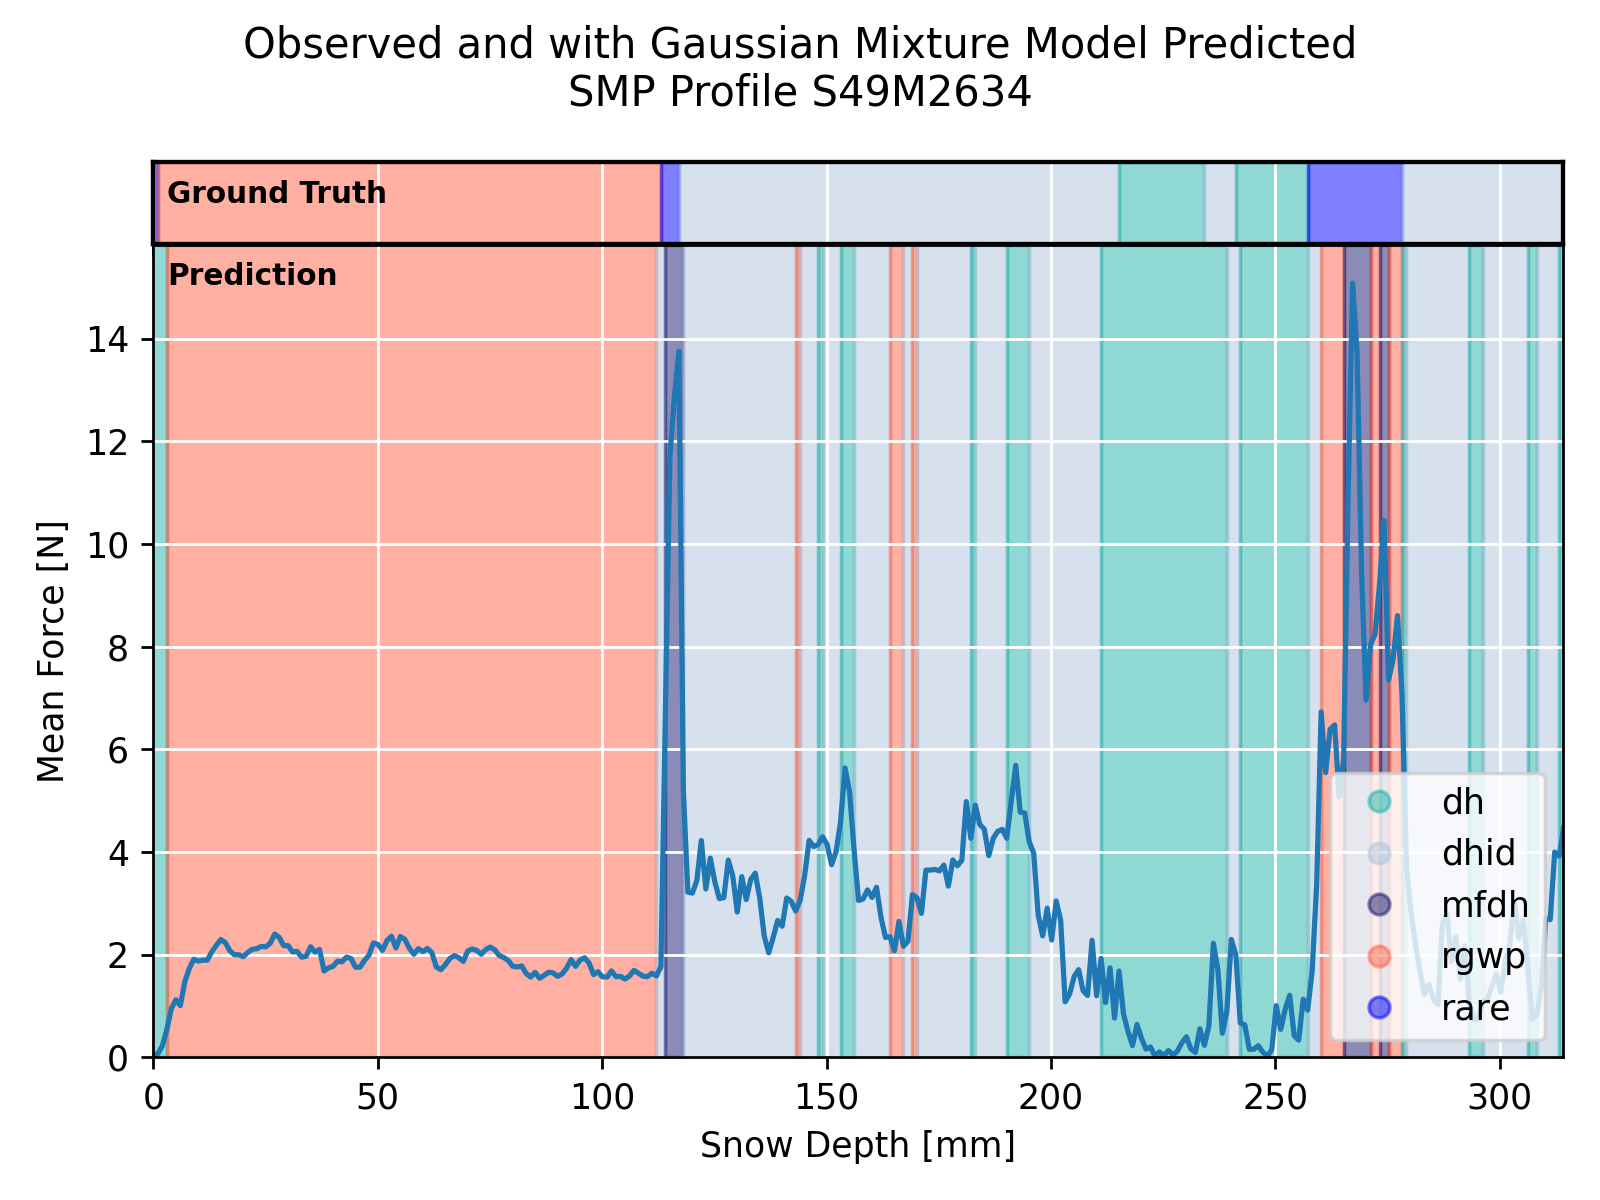 Observed and with Gaussian Mixture Model Predicted
SMP Profile S49M2634
Ground Truth
Prediction
14
12
10
8
6
4
2
0
Mean Force [N]
dh
dhid
mfdh
rgwp
rare
0 50 100 150 200 250 300
Snow Depth [mm]